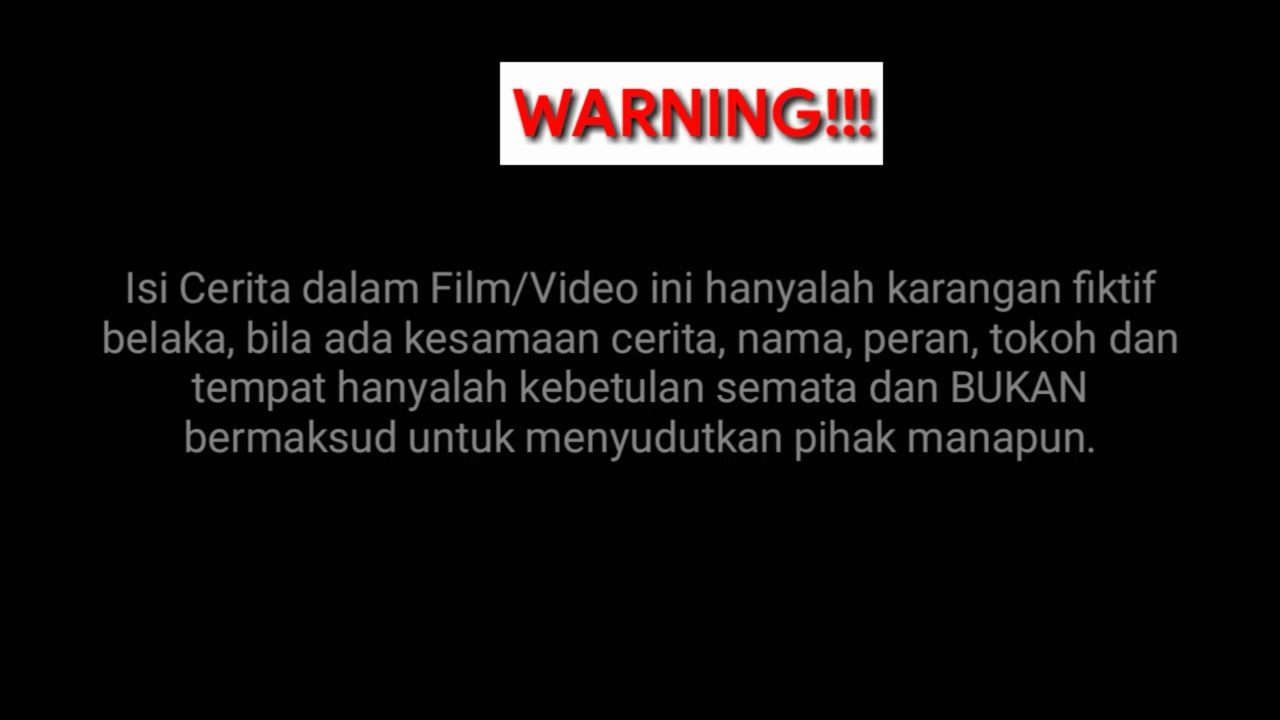 WARNING!!!
Isi Cerita dalam Film/Video ini hanyalah karangan fiktif
belaka, bila ada kesamaan cerita, nama, peran, tokoh dan
tempat hanyalah kebetulan semata dan BUKAN
bermaksud untuk menyudutkan pihak manapun.